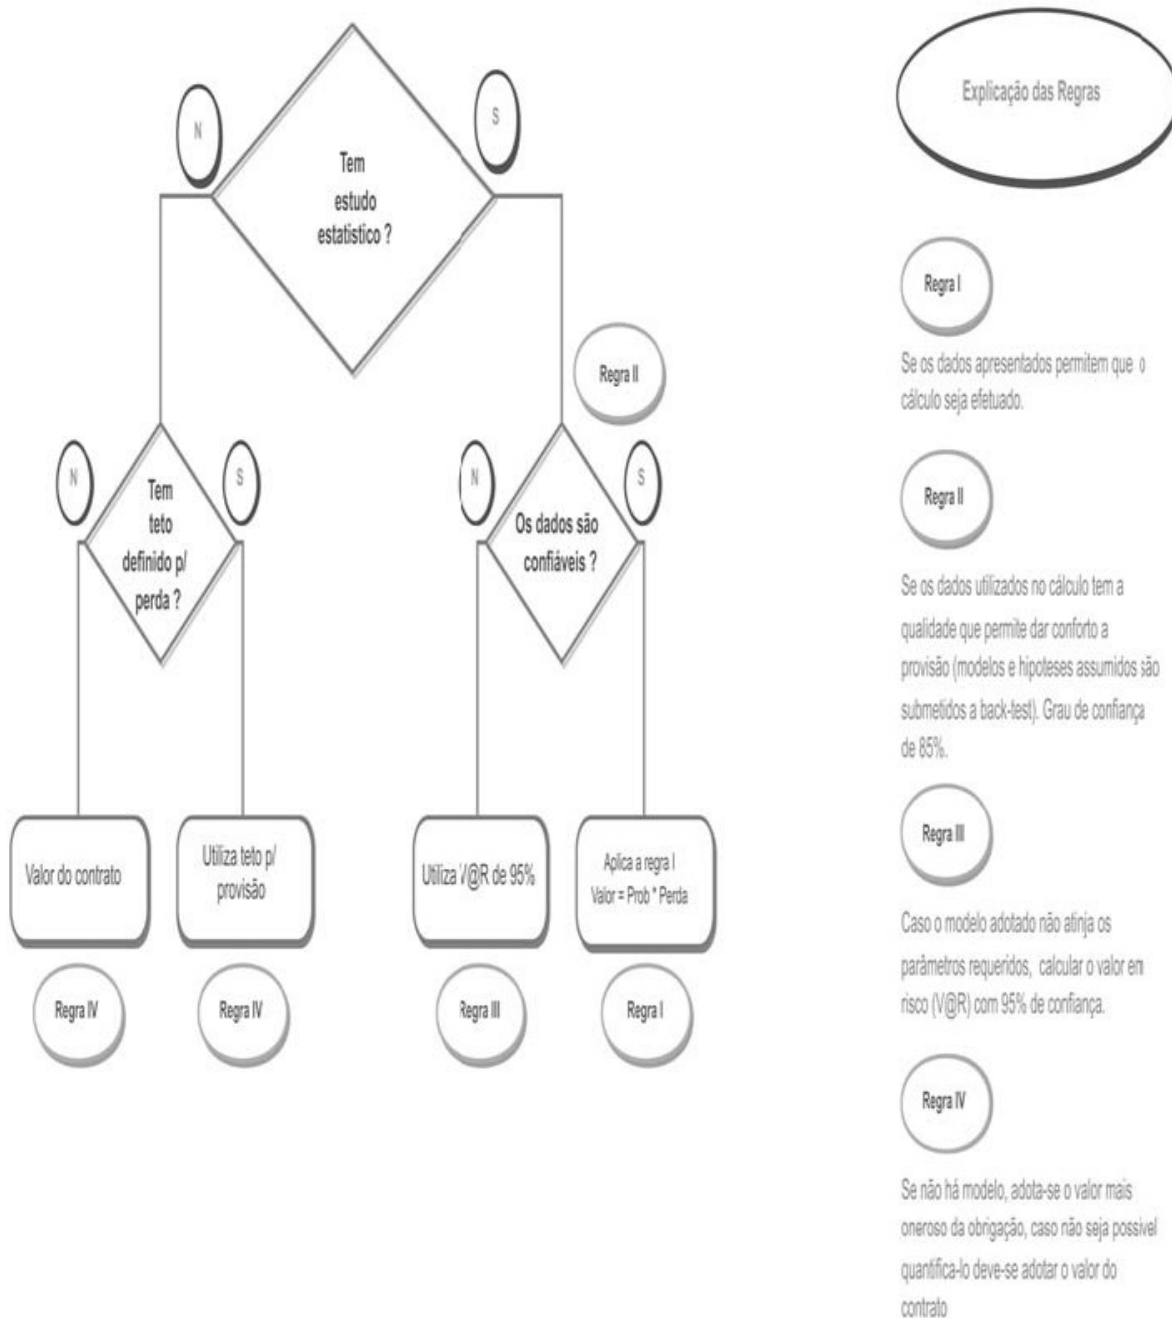 N
S
Tem
estudo
estatistico ?
Regra II
N
S
Tem
teto
definido p/
perda ?
N
S
Os dados são
confiáveis ?
Valor do contrato
Utiliza teto p/
provisão
Utiliza V@R de 95%
Aplica a regra I
Valor = Prob * Perda
Regra IV
Regra IV
Regra III
Regra I
Explicação das Regras
Regra I
Se os dados apresentados permitem que o
cálculo seja efetuado.
Regra II
Se os dados utilizados no cálculo tem a
qualidade que permite dar conforto a
provisão (modelos e hipoteses assumidos são
submetidos a back-test). Grau de confiança
de 85%.
Regra III
Caso o modelo adotado não atinja os
parâmetros requeridos, calcular o valor em
risco (V@R) com 95% de confiança.
Regra IV
Se não há modelo, adota-se o valor mais
oneroso da obrigação, caso não seja possivel
quantifica-lo deve-se adotar o valor do
contrato